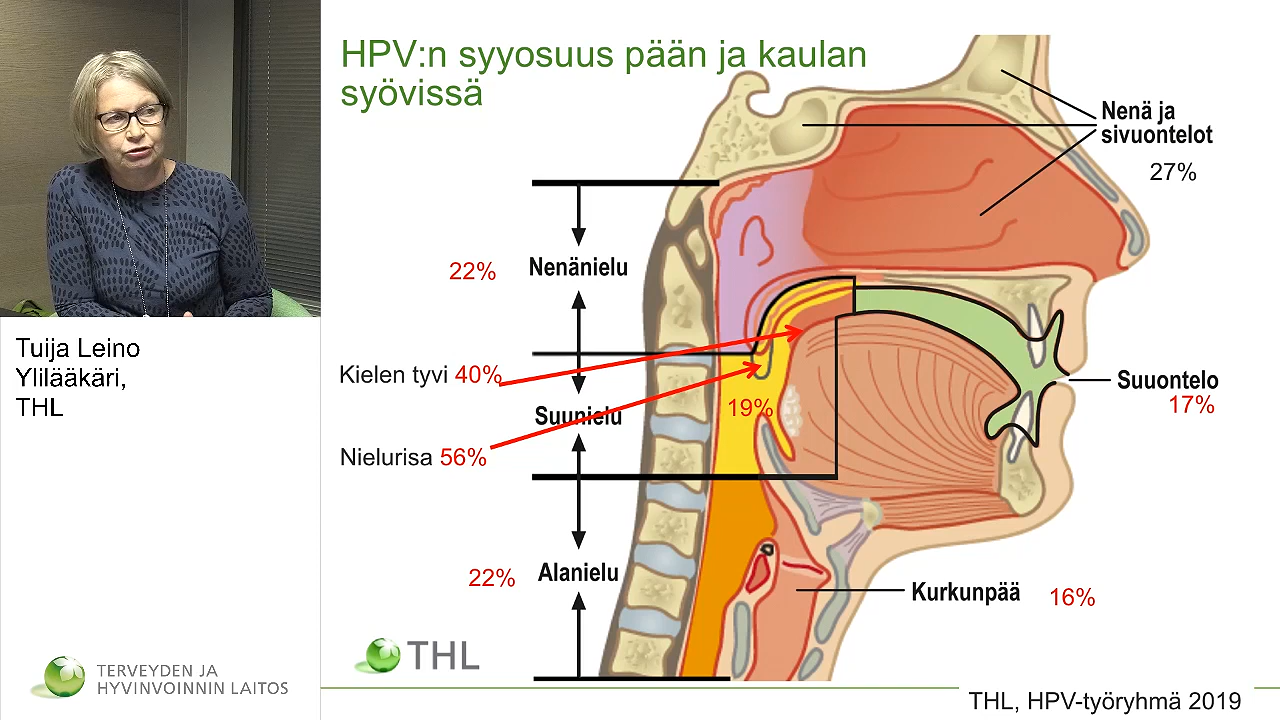 HPV:n syyosuus pään ja kaulan
syövissä
Nenä ja
sivuontelot
27%
22%
Nenänielu
Kielen tyvi 40%
Suunielu
19%
Nielurisa 56%
Suuontelo
17%
22%
Alanielu
Kurkunpää
16%
THL
THL, HPV-työryhmä 2019
Tuija Leino
Ylilääkäri,
THL
TERVEYDEN JA
HYVINVOINNIN LAITOS